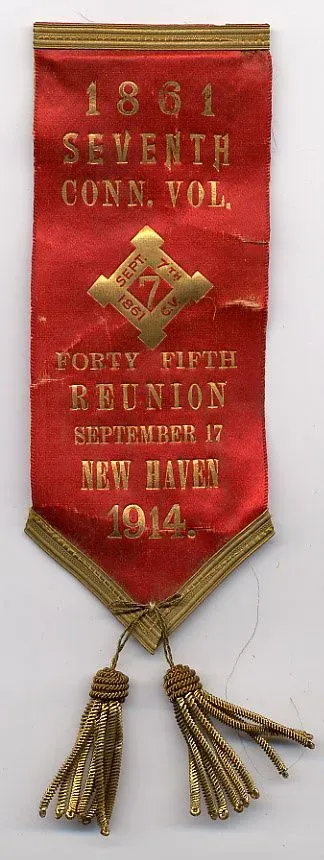 1861
SEVENTH
CONN. VOL.
SEPT. 7TH
7
1861 C.V.
FORTY FIFTH
REUNION
SEPTEMBER 17
NEW HAVEN
1914.